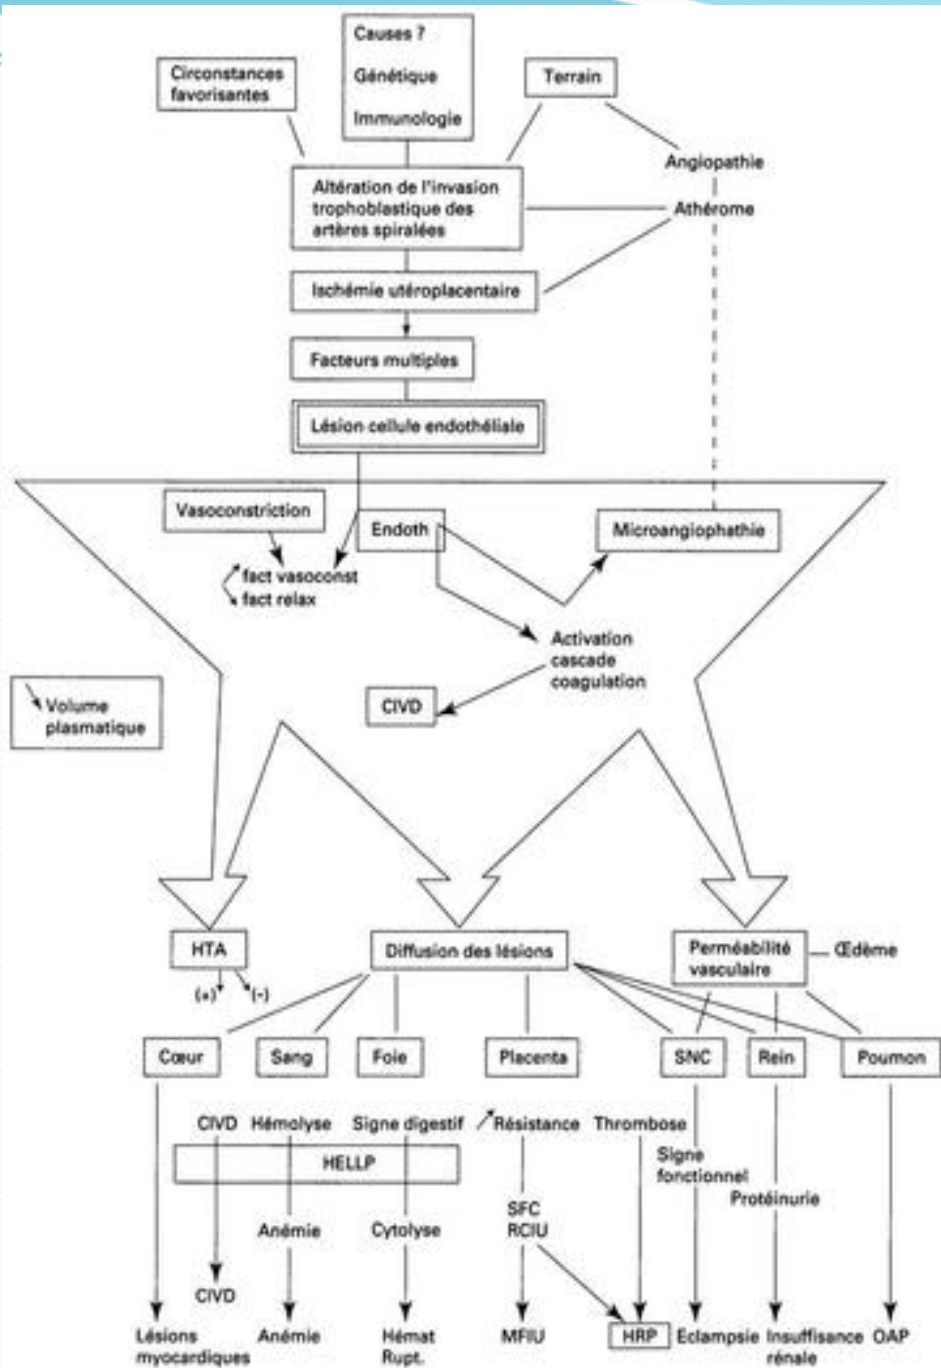 Causes ?
Génétique
Immunologie
Circonstances
favorisantes
Terrain
Angiopathie
Athérome
Altération de l'invasion
trophoblastique des
artères spiralées
Ischémie utéroplacentaire
Facteurs multiples
Lésion cellule endothéliale
Vasoconstriction
Endoth
Microangiophathie
fact vasoconst
fact relax
Activation
cascade
coagulation
CIVD
Volume
plasmatique
HTA
(+) (-)
Diffusion des lésions
Perméabilité
vasculaire
Œdème
Cœur
Sang
Foie
Placenta
SNC
Rein
Poumon
CIVD
Hémolyse
Signe digestif
Résistance
Thrombose
HELLP
Signe
fonctionnel
Protéinurie
Anémie
Cytolyse
SFC
RCIU
CIVD
Lésions
myocardiques
Anémie
Hémat
Rupt.
MFIU
HRP
Eclampsie
Insuffisance
rénale
OAP